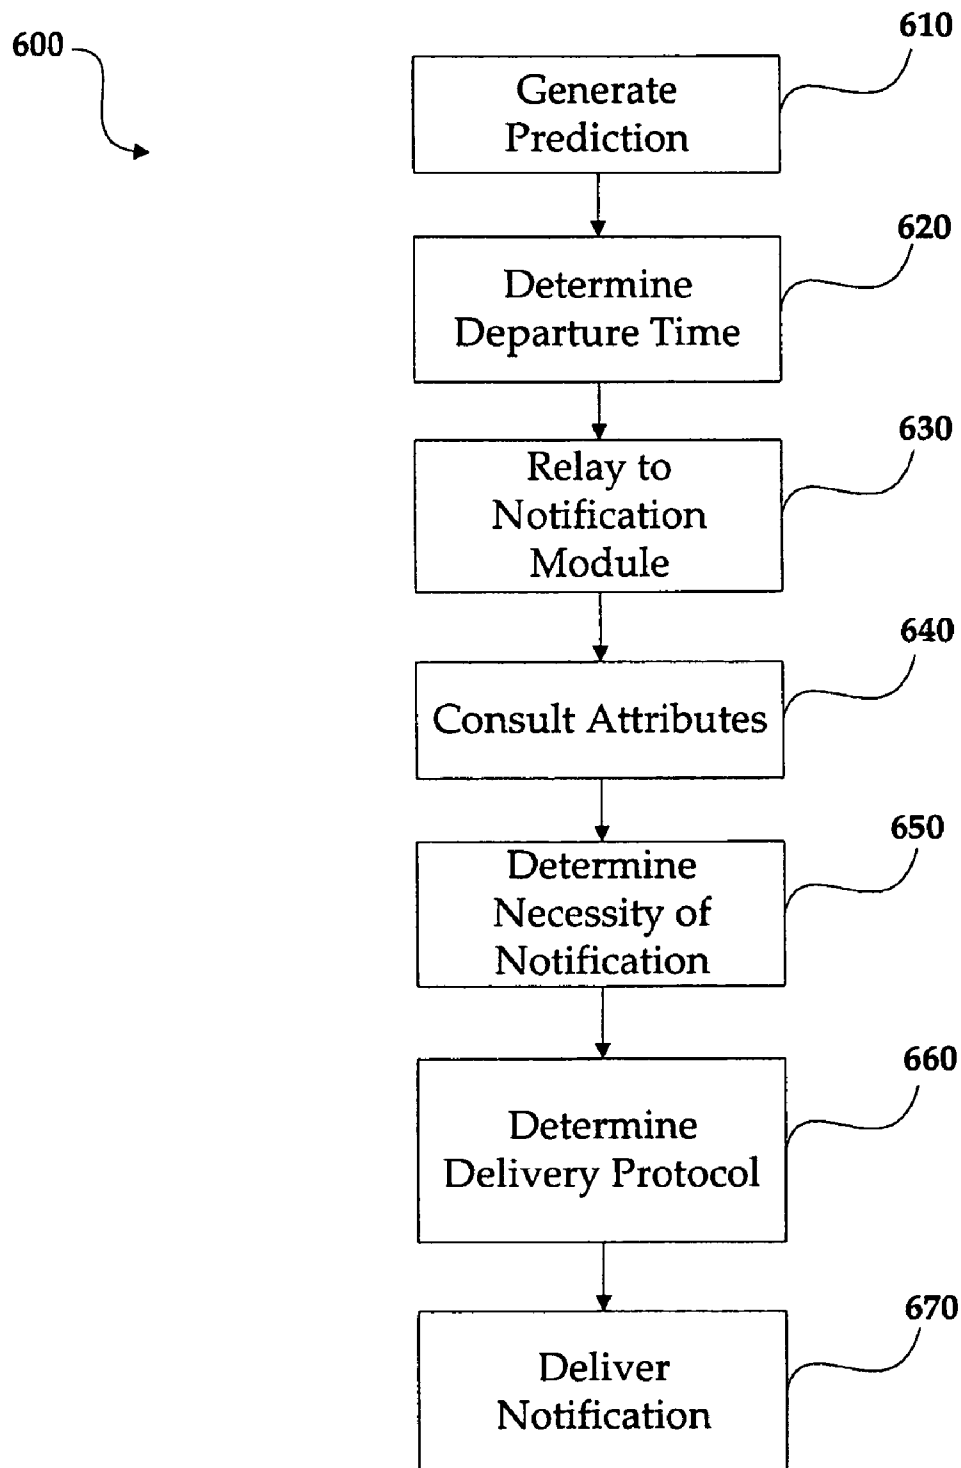 600
610
Generate
Prediction
620
Determine
Departure Time
630
Relay to
Notification
Module
640
Consult Attributes
650
Determine
Necessity of
Notification
660
Determine
Delivery Protocol
670
Deliver
Notification